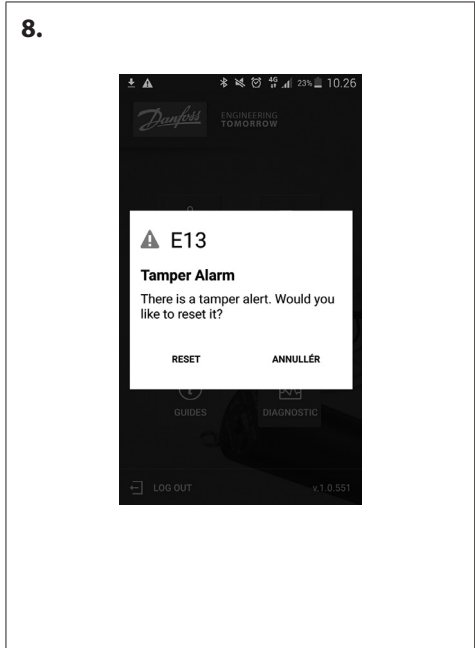 8.
4G 23% 10.26
Danfoss
ENGINEERING
TOMORROW
E13
Tamper Alarm
There is a tamper alert. Would you
like to reset it?
RESET ANNULLÉR
GUIDES DIAGNOSTIC
LOG OUT v.1.0.551